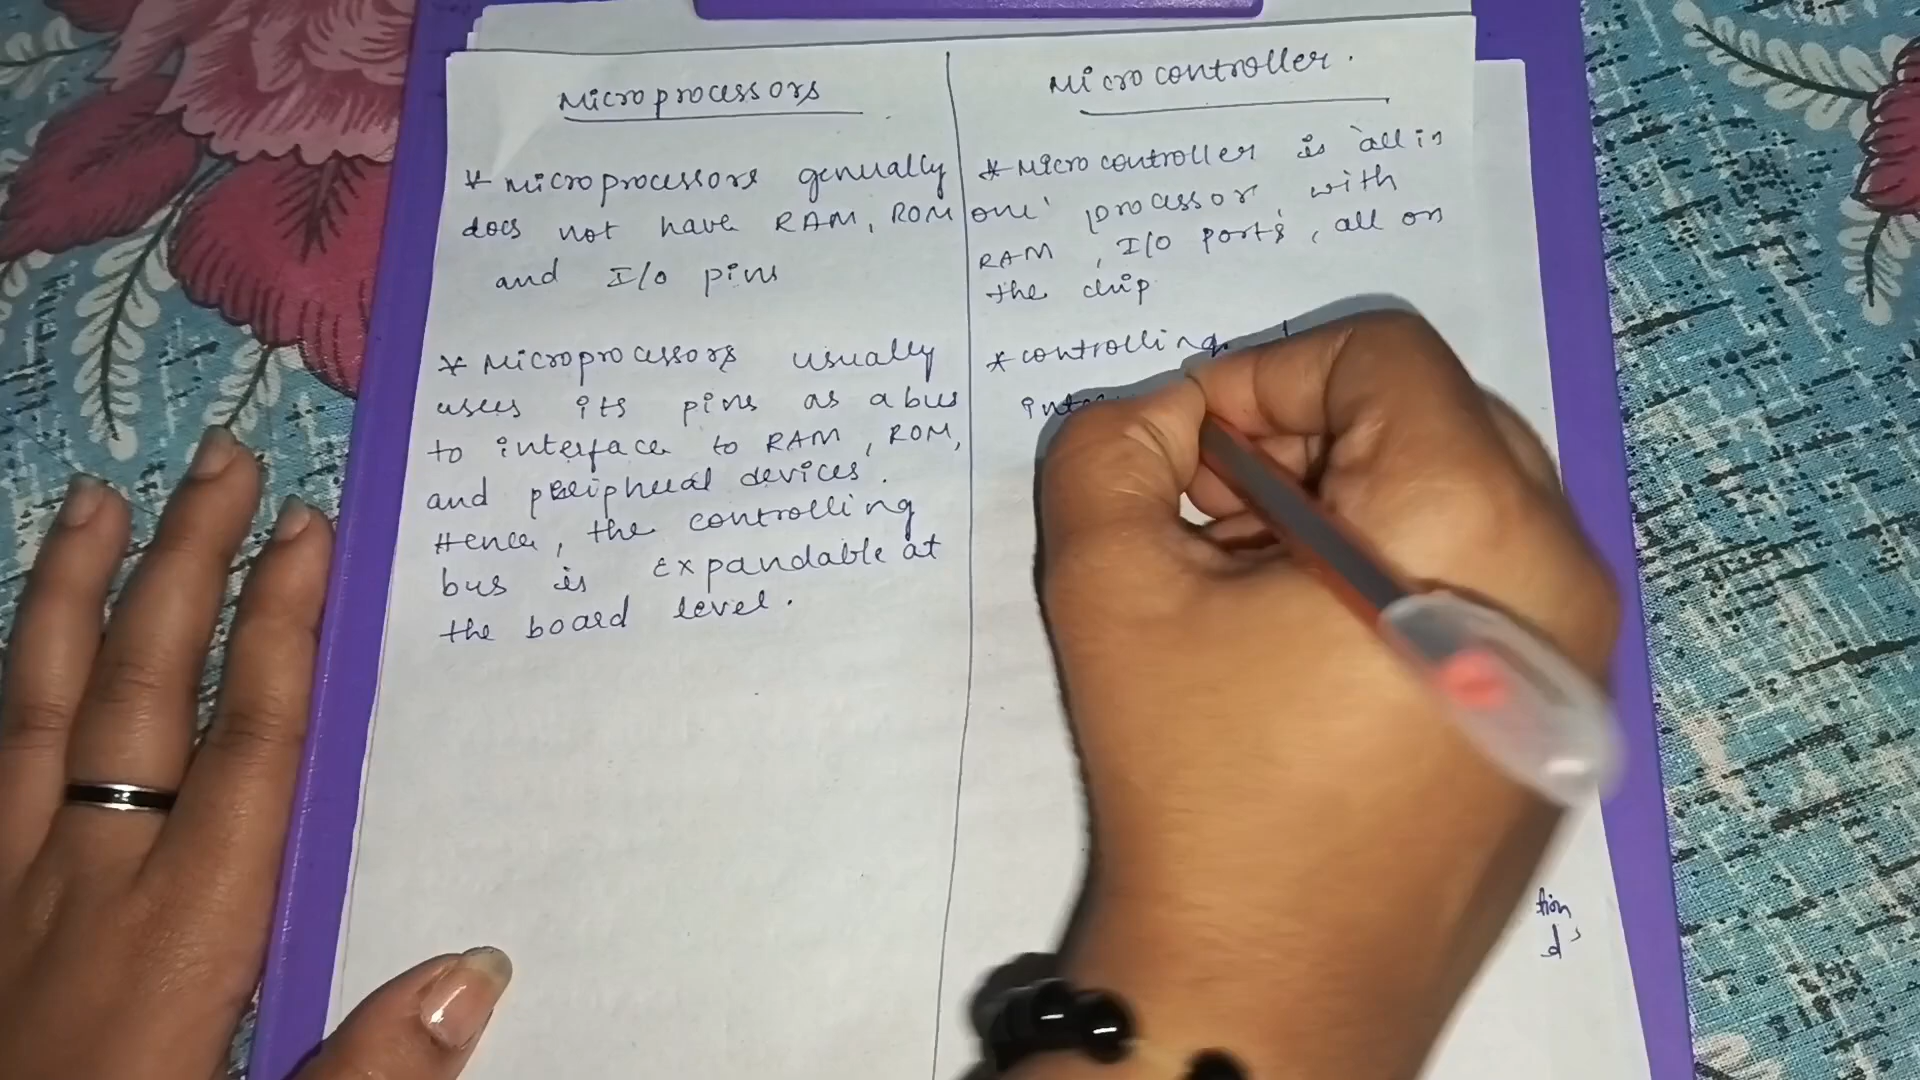 Microprocessors
* Microprocessors generally
does not have RAM, ROM
and I/O pins
* Microprocessors usually
uses its pins as a bus
to interface to RAM, ROM,
and peripheral devices.
Hence, the controlling
bus is Expandable at
the board level.
Microcontroller.
* Microcontroller is 'all in
one' processor, with
RAM, I/O ports, all on
the chip
* controlling
tion
d